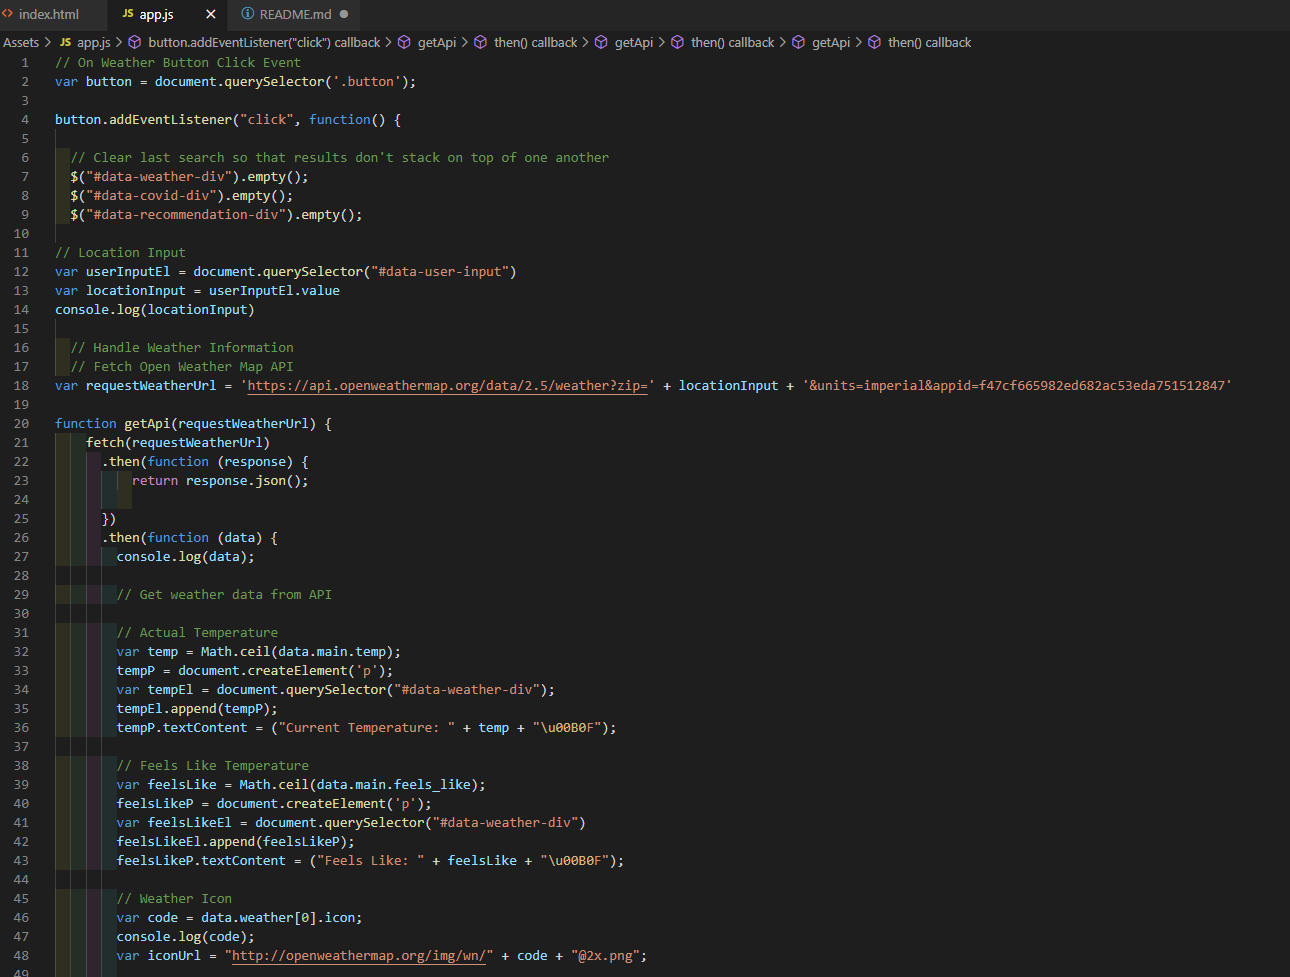 index.html JS app.js × README.md ●
Assets > JS app.js > button.addEventListener("click") callback > getApi > then() callback > getApi > then() callback > getApi > then() callback
1 // On Weather Button Click Event
2 var button = document.querySelector('.button');
3
4 button.addEventListener("click", function() {
5
6 // Clear last search so that results don't stack on top of one another
7 $("#data-weather-div").empty();
8 $("#data-covid-div").empty();
9 $("#data-recommendation-div").empty();
10
11 // Location Input
12 var userInputEl = document.querySelector("#data-user-input")
13 var locationInput = userInputEl.value
14 console.log(locationInput)
15
16 // Handle Weather Information
17 // Fetch Open Weather Map API
18 var requestWeatherUrl = 'https://api.openweathermap.org/data/2.5/weather?zip=' + locationInput + '&units=imperial&appid=f47cf665982ed682ac53eda751512847'
19
20 function getApi(requestWeatherUrl) {
21 fetch(requestWeatherUrl)
22 .then(function (response) {
23 return response.json();
24
25 })
26 .then(function (data) {
27 console.log(data);
28
29 // Get weather data from API
30
31 // Actual Temperature
32 var temp = Math.ceil(data.main.temp);
33 tempP = document.createElement('p');
34 var tempEl = document.querySelector("#data-weather-div");
35 tempEl.append(tempP);
36 tempP.textContent = ("Current Temperature: " + temp + "\u00B0F");
37
38 // Feels Like Temperature
39 var feelsLike = Math.ceil(data.main.feels_like);
40 feelsLikeP = document.createElement('p');
41 var feelsLikeEl = document.querySelector("#data-weather-div")
42 feelsLikeEl.append(feelsLikeP);
43 feelsLikeP.textContent = ("Feels Like: " + feelsLike + "\u00B0F");
44
45 // Weather Icon
46 var code = data.weather[0].icon;
47 console.log(code);
48 var iconUrl = "http://openweathermap.org/img/wn/" + code + "@2x.png";
49